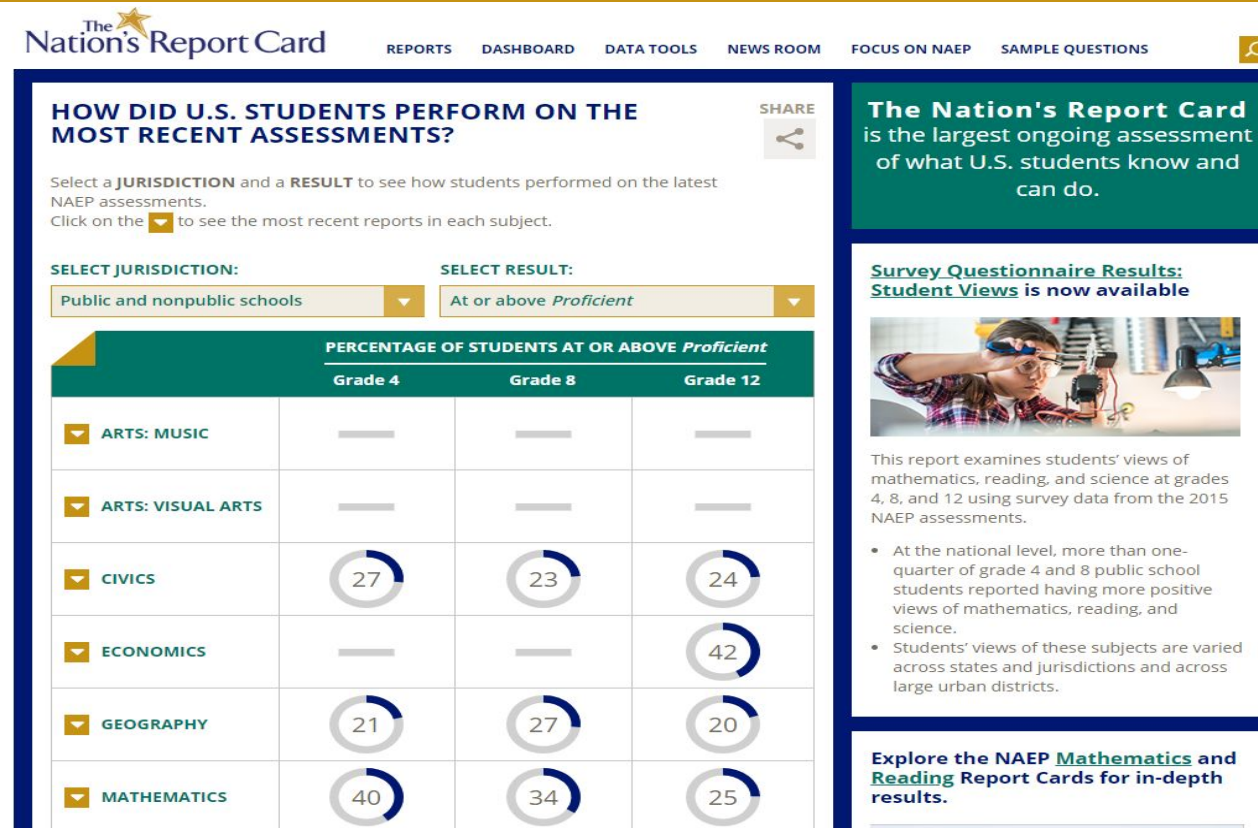 The
Nation's Report Card
REPORTS DASHBOARD DATA TOOLS NEWS ROOM FOCUS ON NAEP SAMPLE QUESTIONS
HOW DID U.S. STUDENTS PERFORM ON THE
MOST RECENT ASSESSMENTS?
SHARE
Select a JURISDICTION and a RESULT to see how students performed on the latest
NAEP assessments.
Click on the to see the most recent reports in each subject.
SELECT JURISDICTION: SELECT RESULT:
Public and nonpublic schools At or above Proficient
PERCENTAGE OF STUDENTS AT OR ABOVE Proficient
Grade 4 Grade 8 Grade 12
ARTS: MUSIC
ARTS: VISUAL ARTS
CIVICS 27 23 24
ECONOMICS 42
GEOGRAPHY 21 27 20
MATHEMATICS 40 34 25
The Nation's Report Card
is the largest ongoing assessment
of what U.S. students know and
can do.
Survey Questionnaire Results:
Student Views is now available
This report examines students' views of
mathematics, reading, and science at grades
4, 8, and 12 using survey data from the 2015
NAEP assessments.
• At the national level, more than one-
quarter of grade 4 and 8 public school
students reported having more positive
views of mathematics, reading, and
science.
• Students' views of these subjects are varied
across states and jurisdictions and across
large urban districts.
Explore the NAEP Mathematics and
Reading Report Cards for in-depth
results.